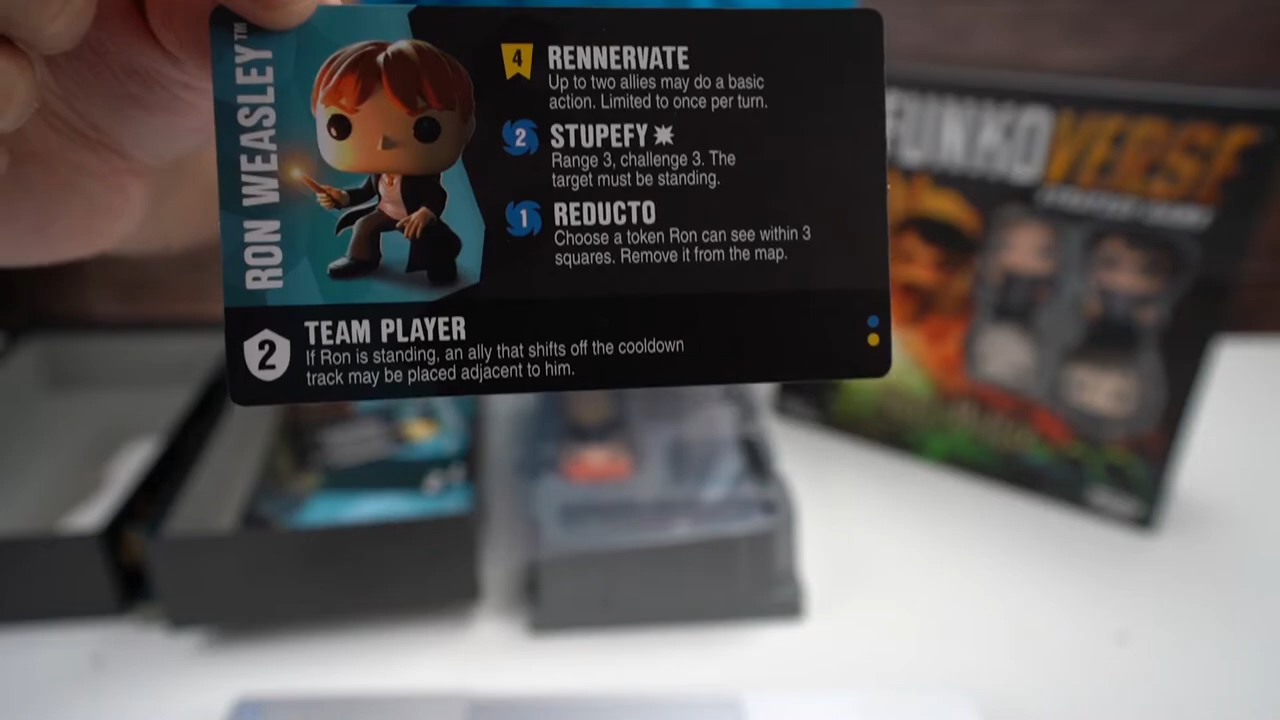 RON WEASLEY™
4 RENNERVATE
Up to two allies may do a basic
action. Limited to once per turn.
2 STUPEFY
Range 3, challenge 3. The
target must be standing.
1 REDUCTO
Choose a token Ron can see within 3
squares. Remove it from the map.
2 TEAM PLAYER
If Ron is standing, an ally that shifts off the cooldown
track may be placed adjacent to him.
FUNKOVERSE